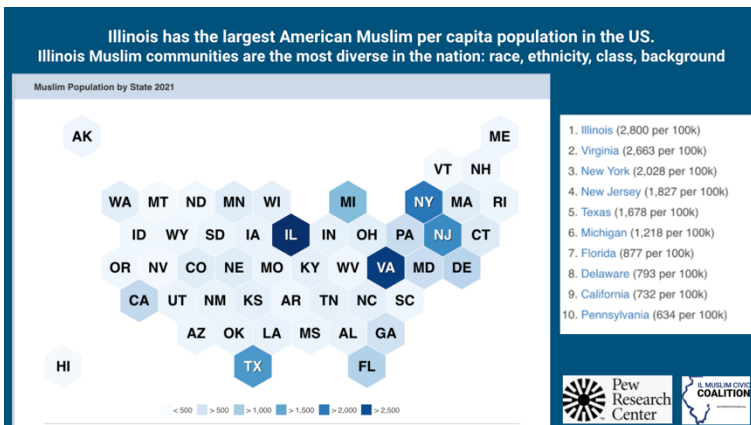 Illinois has the largest American Muslim per capita population in the US.
Illinois Muslim communities are the most diverse in the nation: race, ethnicity, class, background
Muslim Population by State 2021
AK ME
VT NH
WA MT ND MN WI MI NY MA RI
ID WY SD IA IL IN OH PA NJ CT
OR NV CO NE MO KY WV VA MD DE
CA UT NM KS AR TN NC SC
AZ OK LA MS AL GA
HI TX FL
< 500 > 500 > 1,000 > 1,500 > 2,000 > 2,500
1. Illinois (2,800 per 100k)
2. Virginia (2,663 per 100k)
3. New York (2,028 per 100k)
4. New Jersey (1,827 per 100k)
5. Texas (1,678 per 100k)
6. Michigan (1,218 per 100k)
7. Florida (877 per 100k)
8. Delaware (793 per 100k)
9. California (732 per 100k)
10. Pennsylvania (634 per 100k)
Pew
Research
Center
IL MUSLIM CIVIC
COALITION